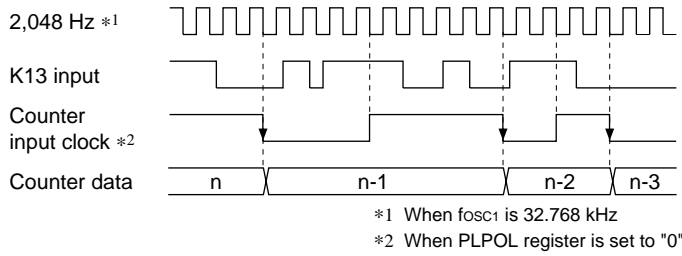 2,048 Hz *1
K13 input
Counter
input clock *2
Counter data n n-1 n-2 n-3
*1 When fOSC1 is 32.768 kHz
*2 When PLPOL register is set to "0"